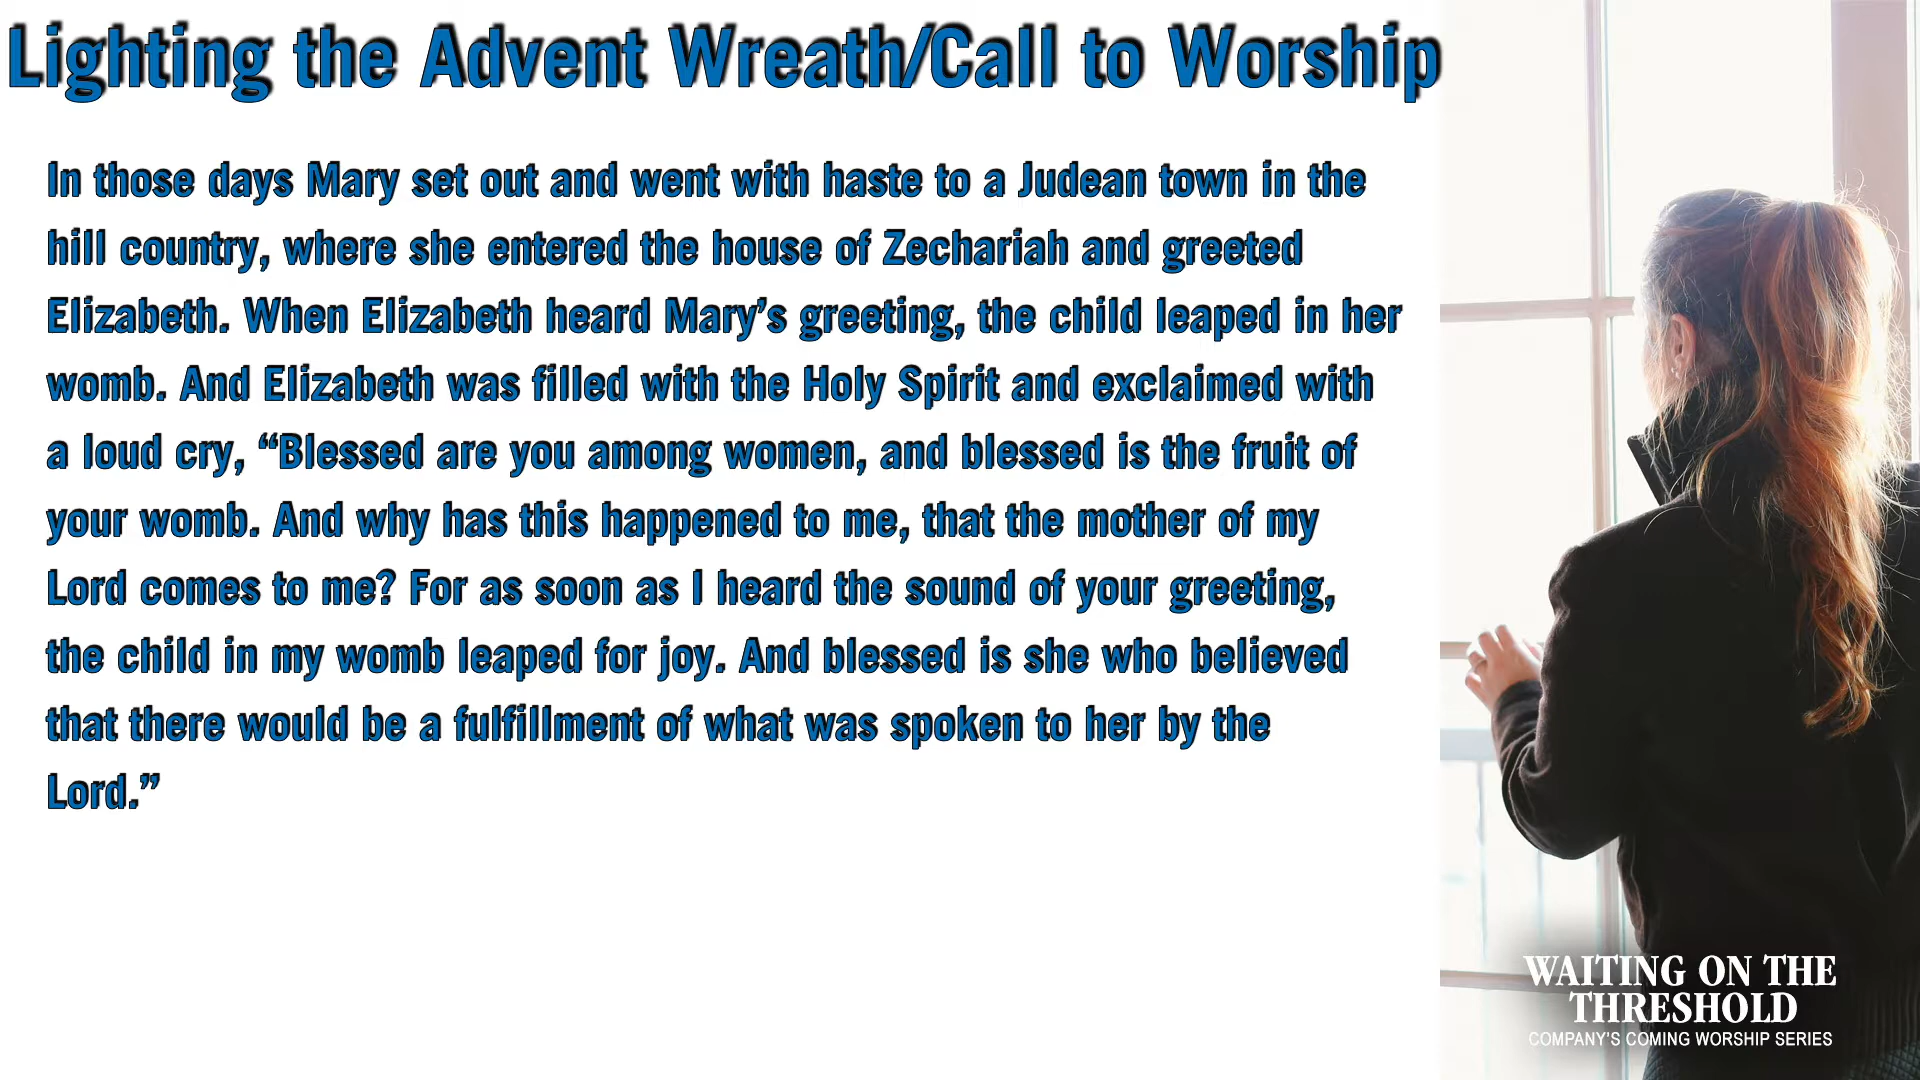 Lighting the Advent Wreath/Call to Worship
In those days Mary set out and went with haste to a Judean town in the
hill country, where she entered the house of Zechariah and greeted
Elizabeth. When Elizabeth heard Mary’s greeting, the child leaped in her
womb. And Elizabeth was filled with the Holy Spirit and exclaimed with
a loud cry, “Blessed are you among women, and blessed is the fruit of
your womb. And why has this happened to me, that the mother of my
Lord comes to me? For as soon as I heard the sound of your greeting,
the child in my womb leaped for joy. And blessed is she who believed
that there would be a fulfillment of what was spoken to her by the
Lord.”
WAITING ON THE
THRESHOLD
COMPANY'S COMING WORSHIP SERIES